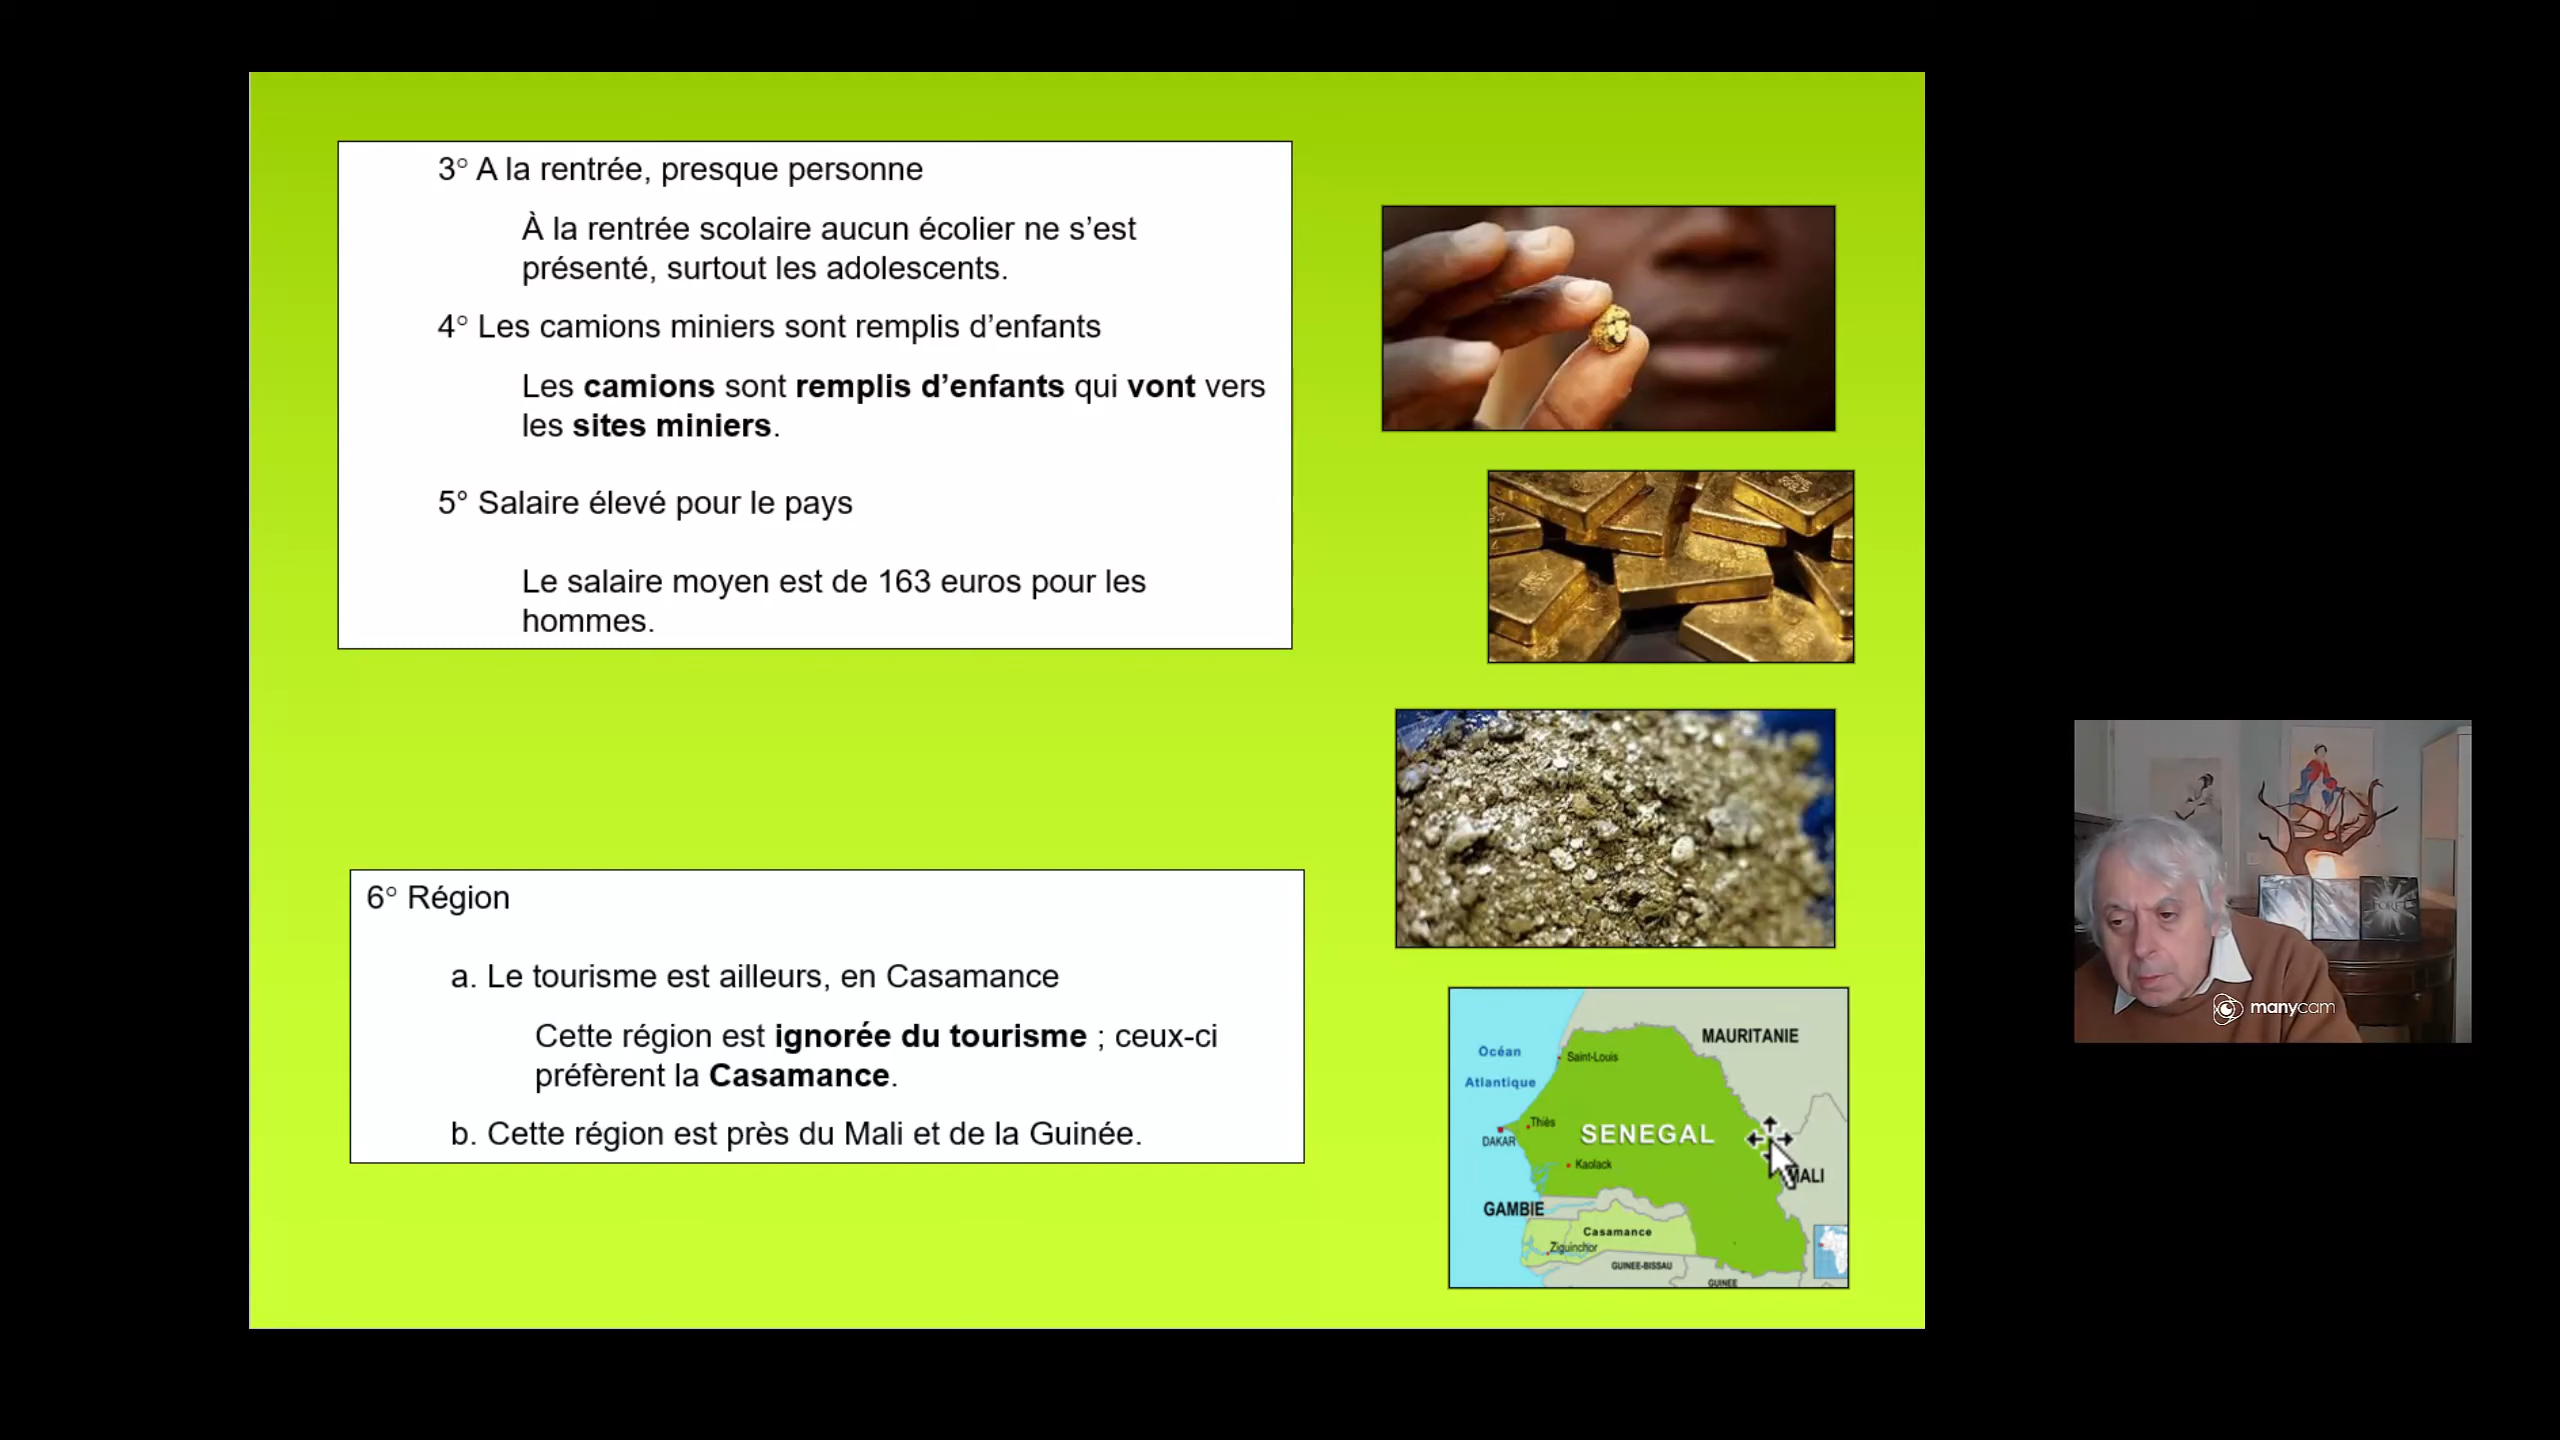 3° A la rentrée, presque personne
À la rentrée scolaire aucun écolier ne s’est
présenté, surtout les adolescents.
4° Les camions miniers sont remplis d’enfants
Les camions sont remplis d’enfants qui vont vers
les sites miniers.
5° Salaire élevé pour le pays
Le salaire moyen est de 163 euros pour les
hommes.
6° Région
a. Le tourisme est ailleurs, en Casamance
Cette région est ignorée du tourisme ; ceux-ci
préfèrent la Casamance.
b. Cette région est près du Mali et de la Guinée.
MAURITANIE
Océan
Atlantique
Saint-Louis
Thiès
DAKAR
SENEGAL
Kaolack
MALI
GAMBIE
Casamance
Ziguinchor
GUINEE-BISSAU
GUINEE
manycam